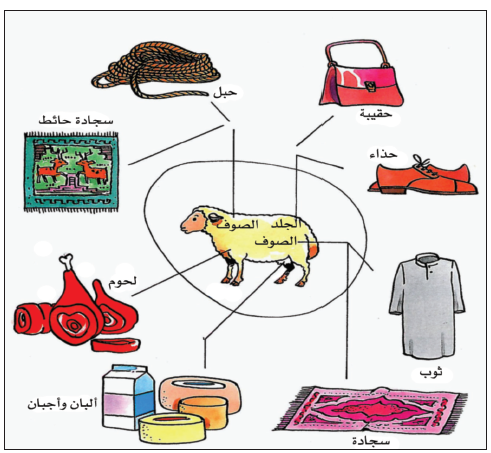 حبل
حقيبة
سجادة حائط
حذاء
الجلد الصوف
الصوف
لحوم
ثوب
ألبان وأجبان
سجادة